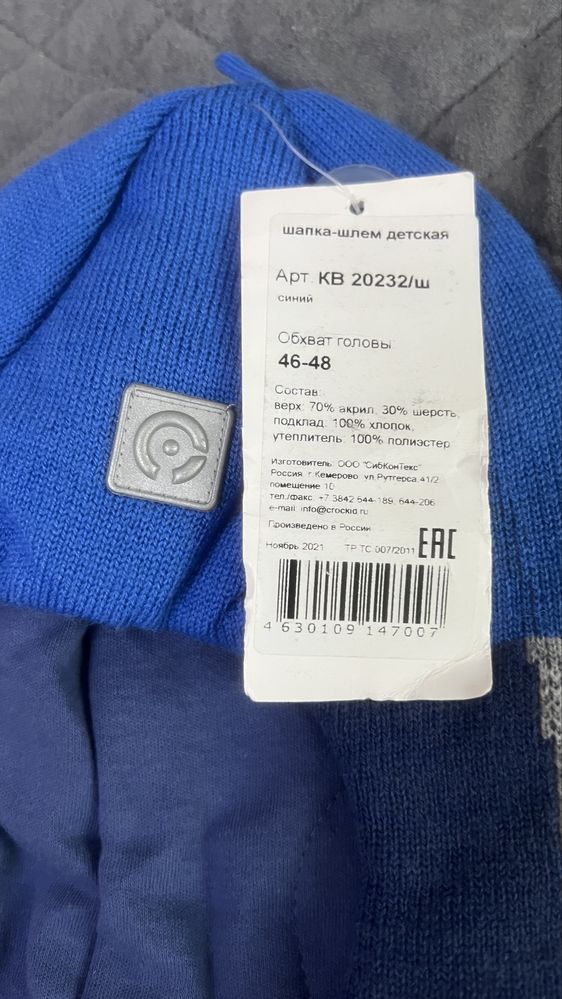 шапка-шлем детская
Арт. КВ 20232/ш
синий
Обхват головы
46-48
Состав:
верх: 70% акрил, 30% шерсть,
подклад: 100% хлопок,
утеплитель: 100% полиэстер
Изготовитель: ООО "СибКонТекс"
Россия, г.Кемерово, ул.Рутгерса,41/2
помещение 10
тел./факс: +7 3842 644-189, 644-206
e-mail: info@crockid.ru
Произведено в России
Ноябрь 2021 ТР ТС 007/2011 EAC
4 630109 147007